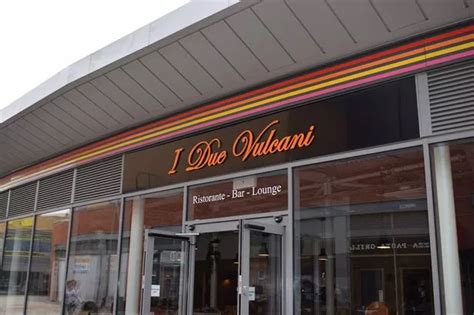 I Due Vulcani
Ristorante - Bar - Lounge